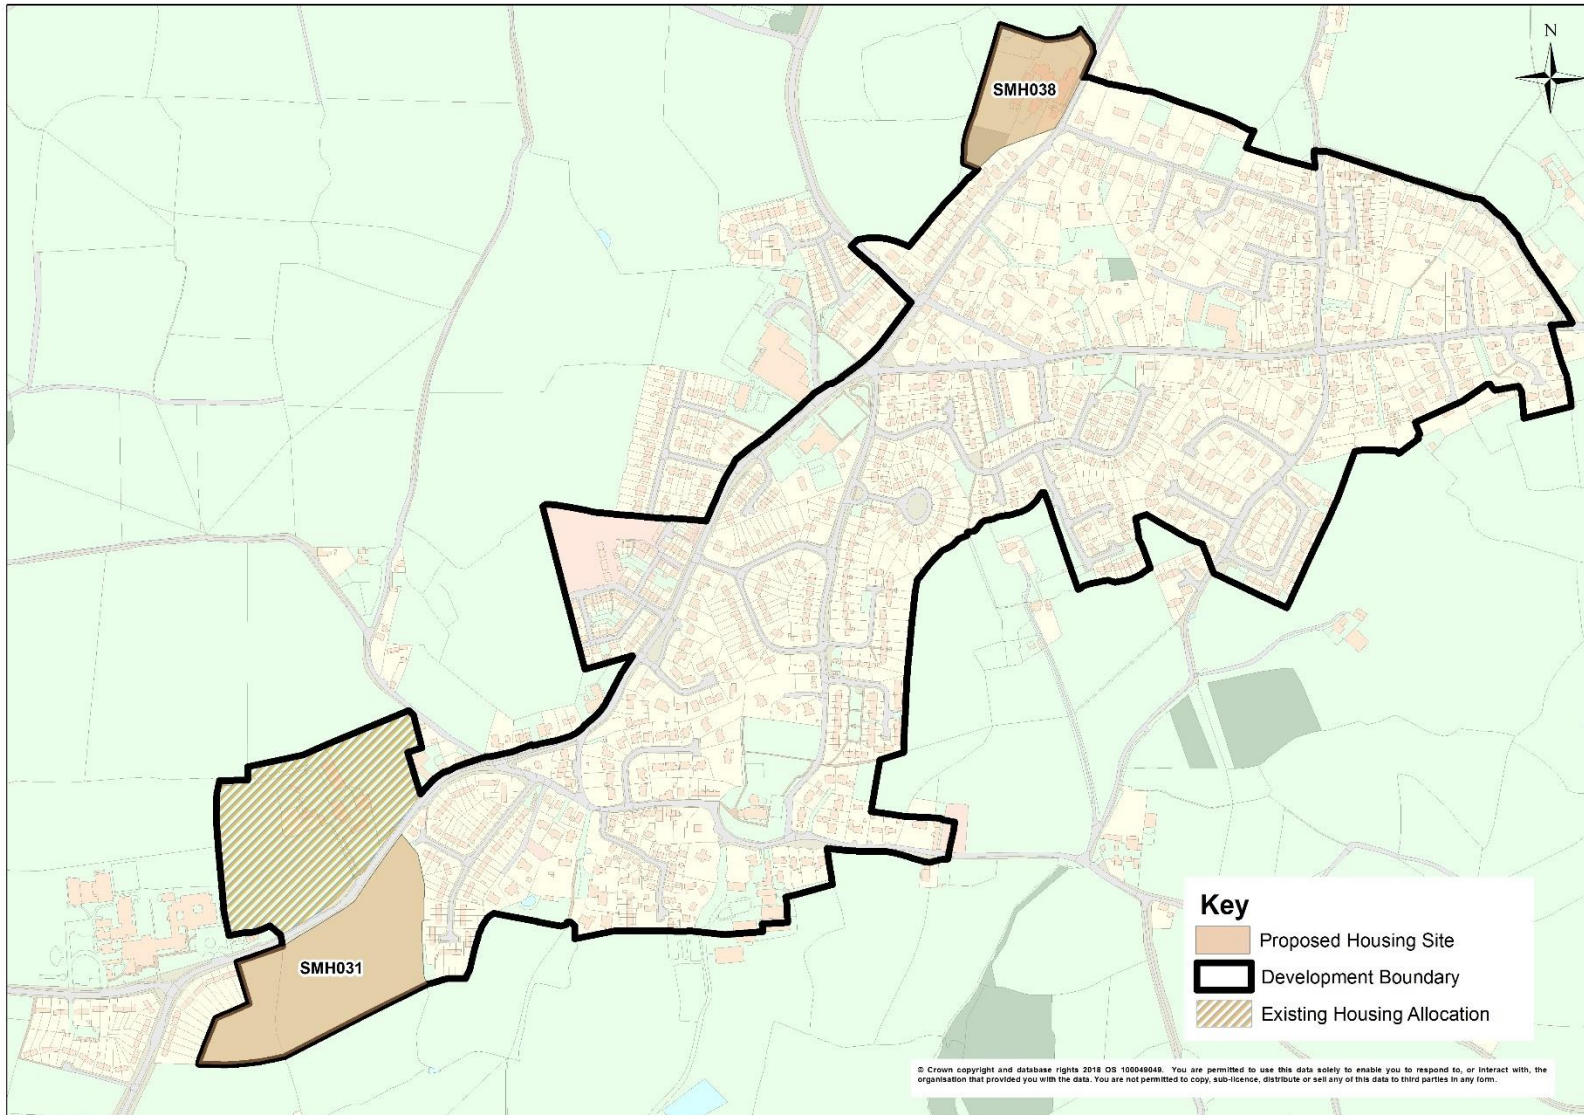 N
SMH038
SMH031
Key
Proposed Housing Site
Development Boundary
Existing Housing Allocation
© Crown copyright and database rights 2018 OS 100049049. You are permitted to use this data solely to enable you to respond to, or interact with, the
organisation that provided you with the data. You are not permitted to copy, sub-licence, distribute or sell any of this data to third parties in any form.